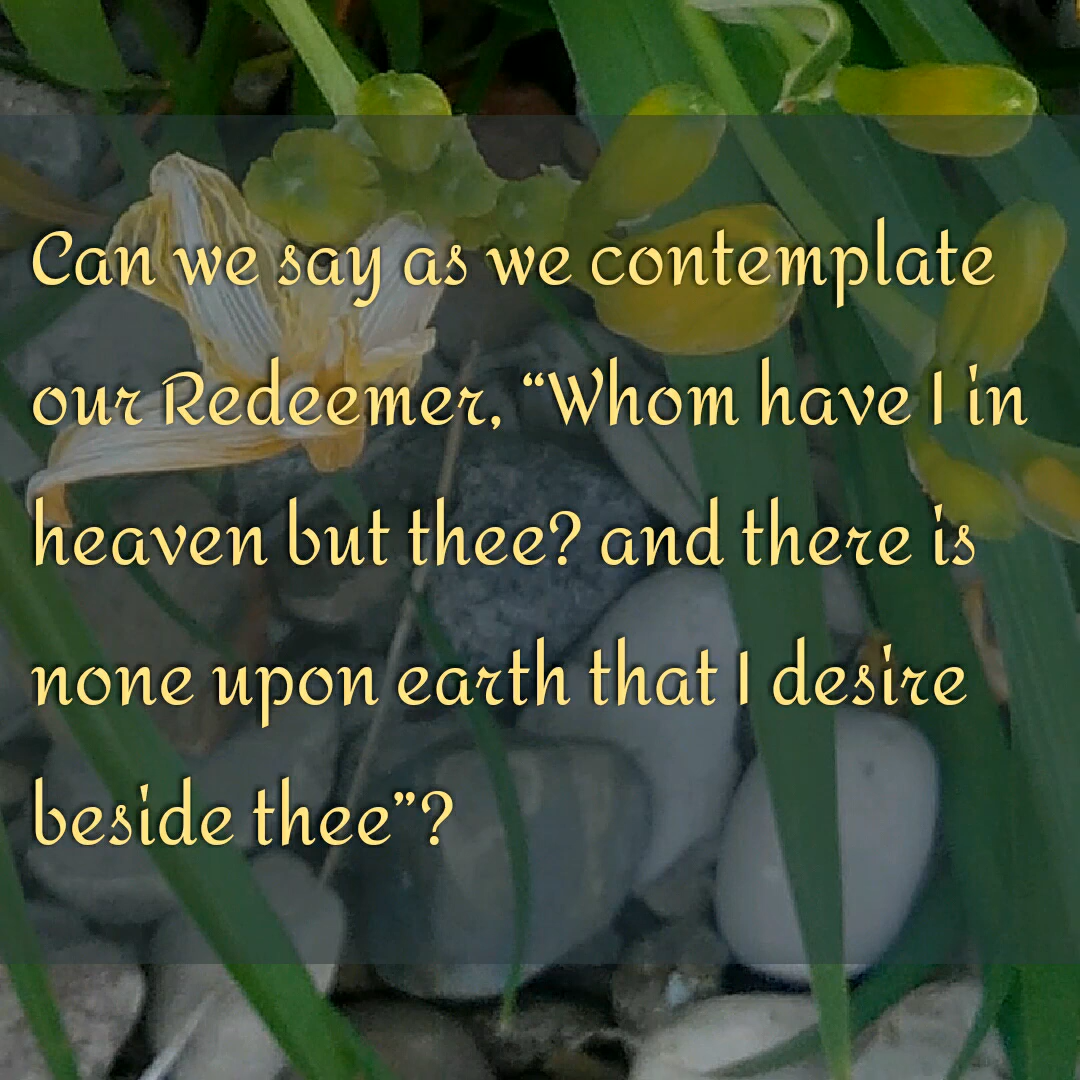 Can we say as we contemplate
our Redeemer, “Whom have I in
heaven but thee? and there is
none upon earth that I desire
beside thee”?